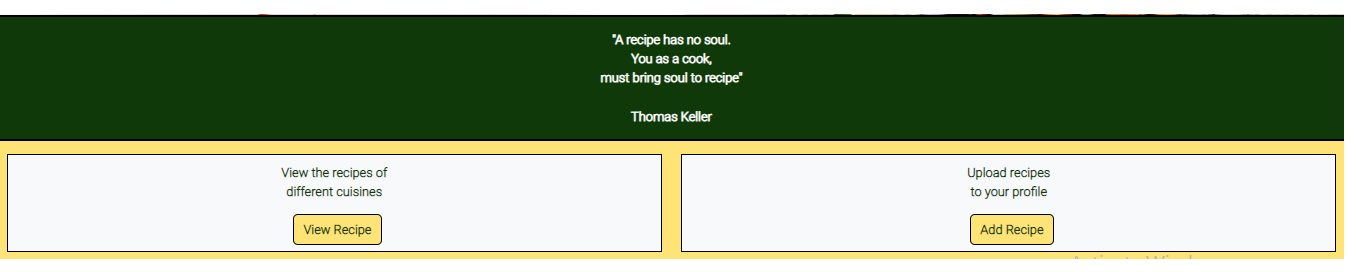 "A recipe has no soul.
You as a cook,
must bring soul to recipe"
Thomas Keller
View the recipes of
different cuisines
View Recipe
Upload recipes
to your profile
Add Recipe